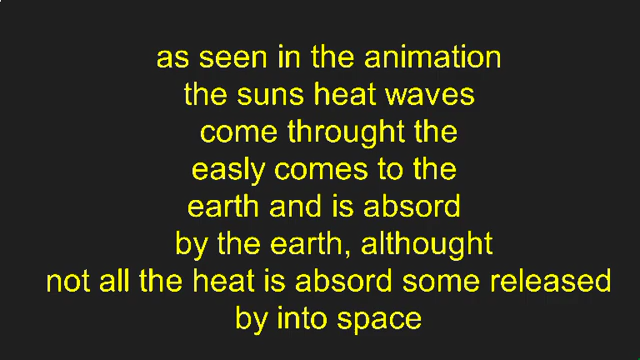 as seen in the animation
the suns heat waves
come throught the
easly comes to the
earth and is absord
by the earth, althought
not all the heat is absord some released
by into space